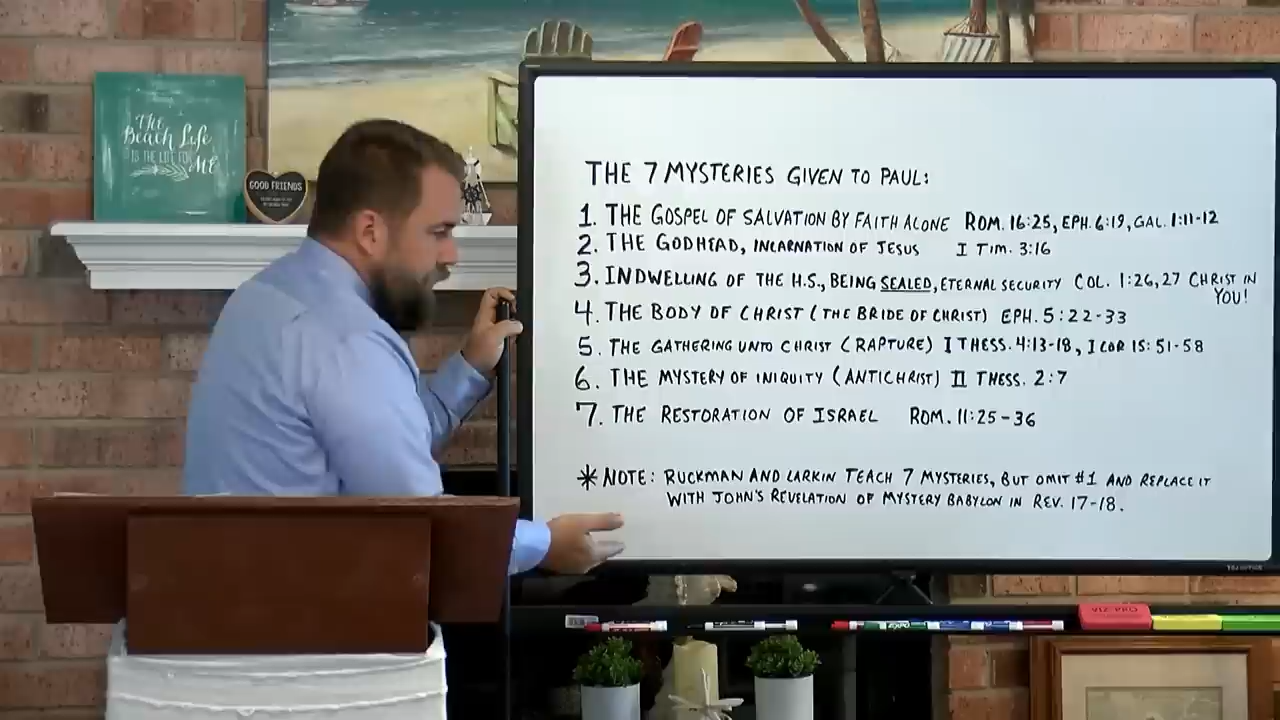 The
Beach Life
IS THE LIFE FOR
Me
GOOD FRIENDS
THE 7 MYSTERIES GIVEN TO PAUL:
1. THE GOSPEL OF SALVATION BY FAITH ALONE ROM. 16:25, EPH. 6:19, GAL. 1:11-12
2. THE GODHEAD, INCARNATION OF JESUS I TIM. 3:16
3. INDWELLING OF THE H.S., BEING SEALED, ETERNAL SECURITY COL. 1:26,27 CHRIST IN
YOU!
4. THE BODY OF CHRIST (THE BRIDE OF CHRIST) EPH. 5:22-33
5. THE GATHERING UNTO CHRIST (RAPTURE) I THESS. 4:13-18, I COR 15:51-58
6. THE MYSTERY OF INIQUITY (ANTICHRIST) II THESS. 2:7
7. THE RESTORATION OF ISRAEL ROM. 11:25-36
* NOTE: RUCKMAN AND LARKIN TEACH 7 MYSTERIES, BUT OMIT #1 AND REPLACE IT
WITH JOHN'S REVELATION OF MYSTERY BABYLON IN REV. 17-18.
VIZ-PRO